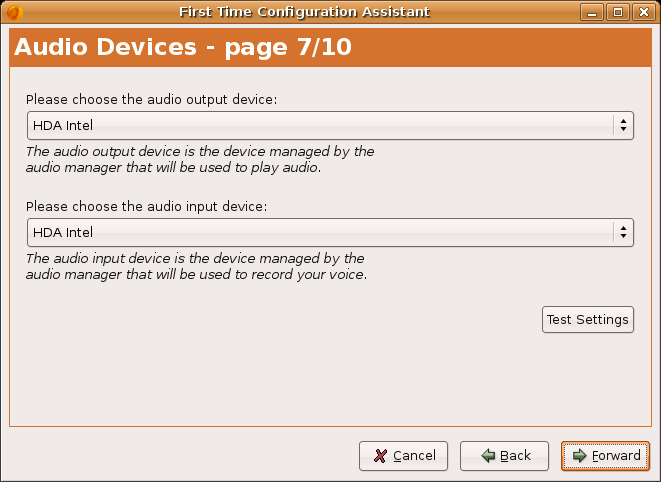 First Time Configuration Assistant
Audio Devices - page 7/10
Please choose the audio output device:
HDA Intel
The audio output device is the device managed by the
audio manager that will be used to play audio.
Please choose the audio input device:
HDA Intel
The audio input device is the device managed by the
audio manager that will be used to record your voice.
Test Settings
Cancel Back Forward